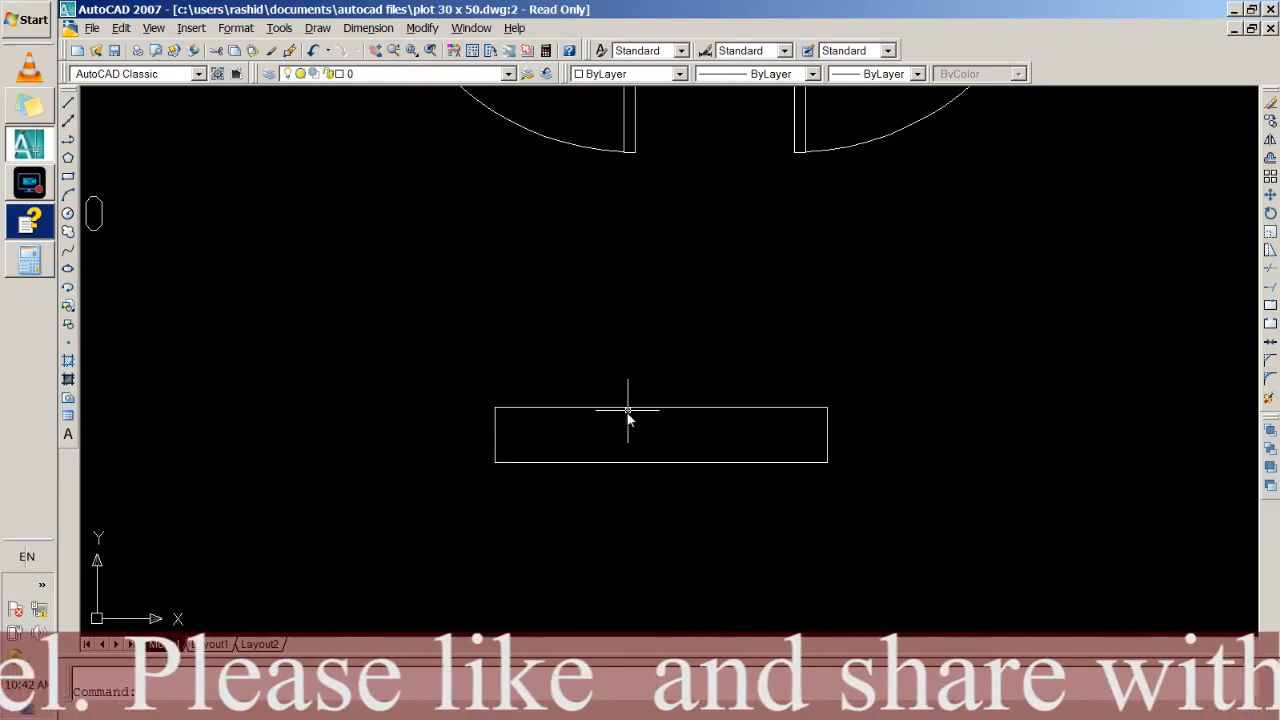 Start
AutoCAD 2007 - [c:\users\rashid\documents\autocad files\plot 30 x 50.dwg:2 - Read Only]
File Edit View Insert Format Tools Draw Dimension Modify Window Help
Standard Standard Standard
AutoCAD Classic 0 ByLayer ByLayer ByLayer ByColor
A
Y
EN
X
Layout1 Layout2
el. Please like and share with
10:42 AM
Command: